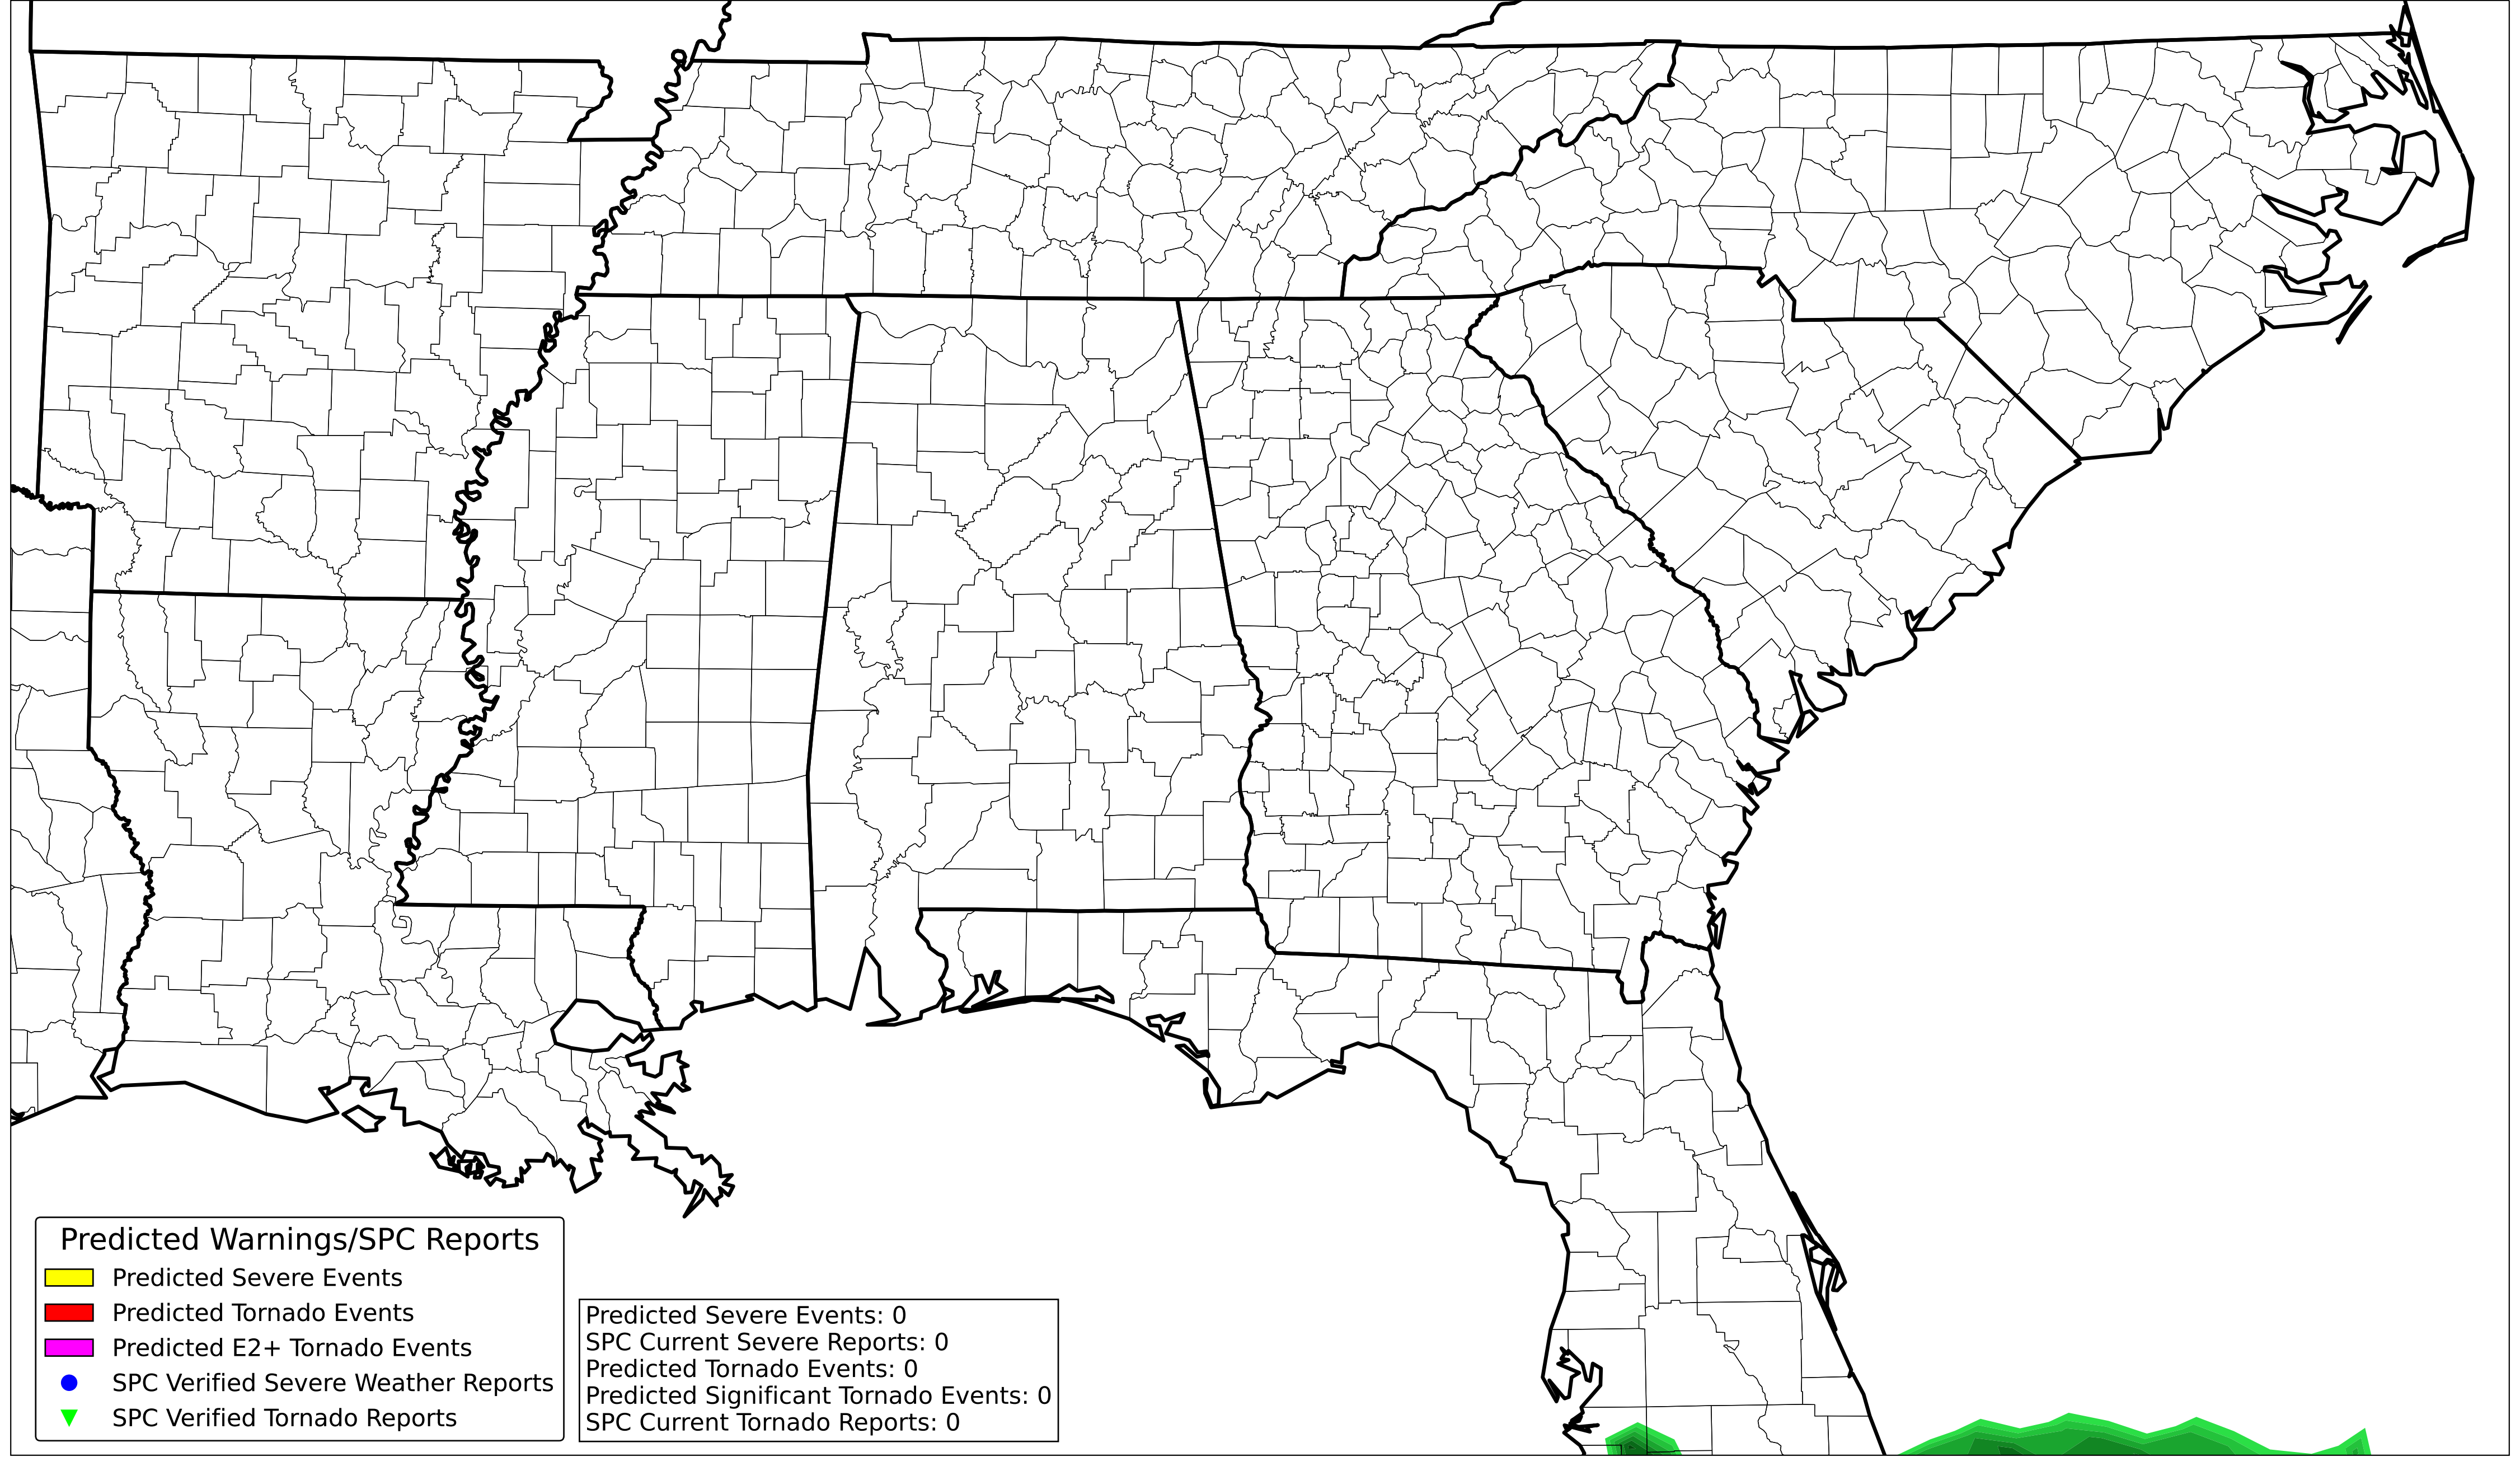 Predicted Warnings/SPC Reports
Predicted Severe Events
Predicted Tornado Events
Predicted E2+ Tornado Events
SPC Verified Severe Weather Reports
SPC Verified Tornado Reports
Predicted Severe Events: 0
SPC Current Severe Reports: 0
Predicted Tornado Events: 0
Predicted Significant Tornado Events: 0
SPC Current Tornado Reports: 0